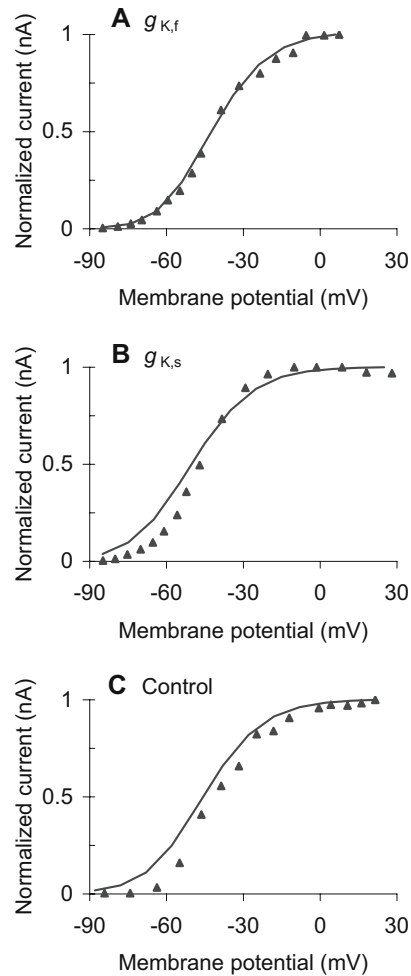 A g K,f
Normalized current (nA)
1
0.5
0
-90 -60 -30 0 30
Membrane potential (mV)
B g K,s
Normalized current (nA)
1
0.5
0
-90 -60 -30 0 30
Membrane potential (mV)
C Control
Normalized current (nA)
1
0.5
0
-90 -60 -30 0 30
Membrane potential (mV)